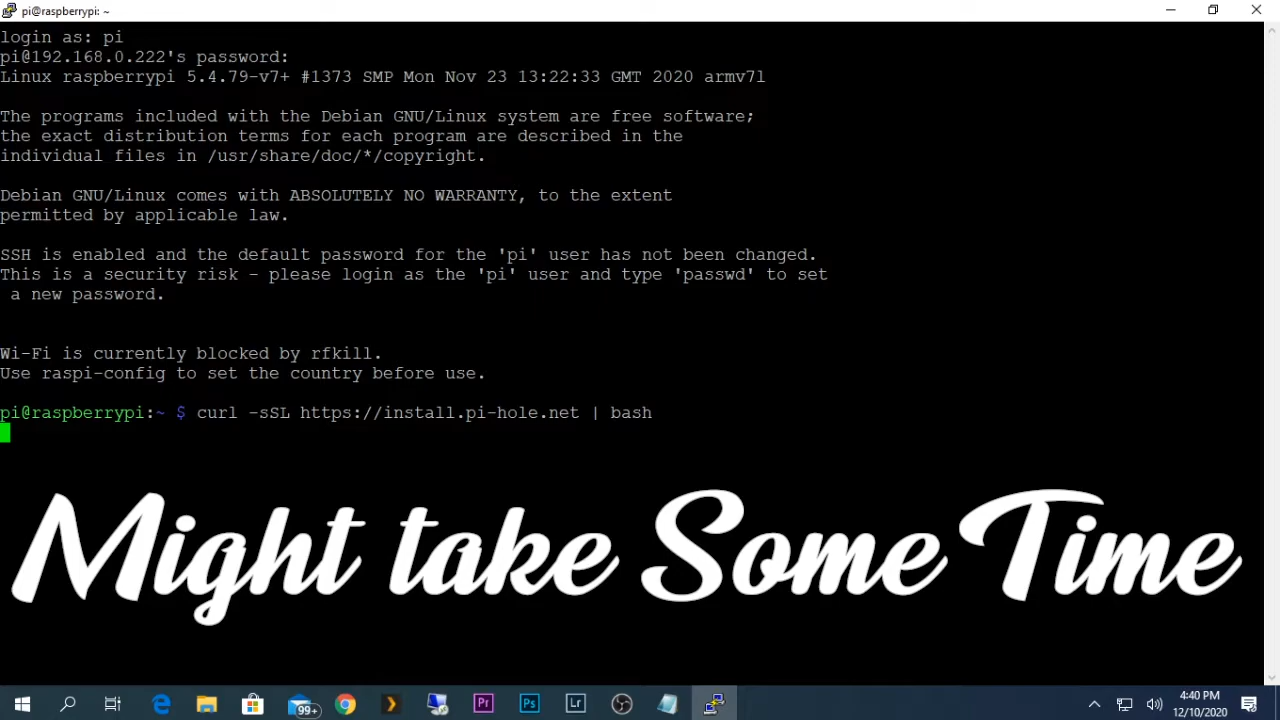 pi@raspberrypi: ~
login as: pi
pi@192.168.0.222's password:
Linux raspberrypi 5.4.79-v7+ #1373 SMP Mon Nov 23 13:22:33 GMT 2020 armv7l
The programs included with the Debian GNU/Linux system are free software;
the exact distribution terms for each program are described in the
individual files in /usr/share/doc/*/copyright.
Debian GNU/Linux comes with ABSOLUTELY NO WARRANTY, to the extent
permitted by applicable law.
SSH is enabled and the default password for the 'pi' user has not been changed.
This is a security risk - please login as the 'pi' user and type 'passwd' to set
a new password.
Wi-Fi is currently blocked by rfkill.
Use raspi-config to set the country before use.
pi@raspberrypi:~ $ curl -sSL https://install.pi-hole.net | bash
Might take Some Time
99+
Pr
Ps
Lr
4:40 PM
12/10/2020